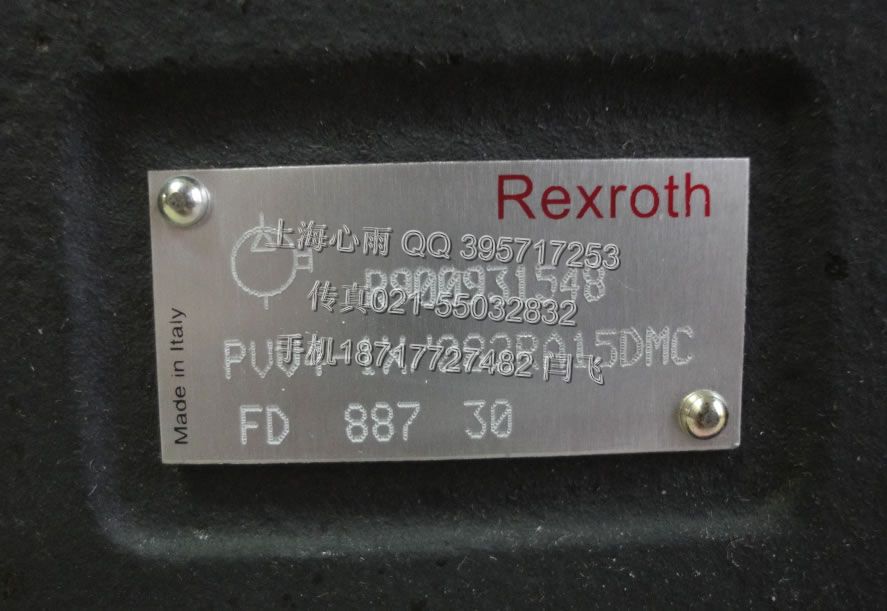 Rexroth
上海心雨 QQ 395717253
R900931548
传真021-55032832
手机18717727482 闫飞
FD 887 30
Made in Italy